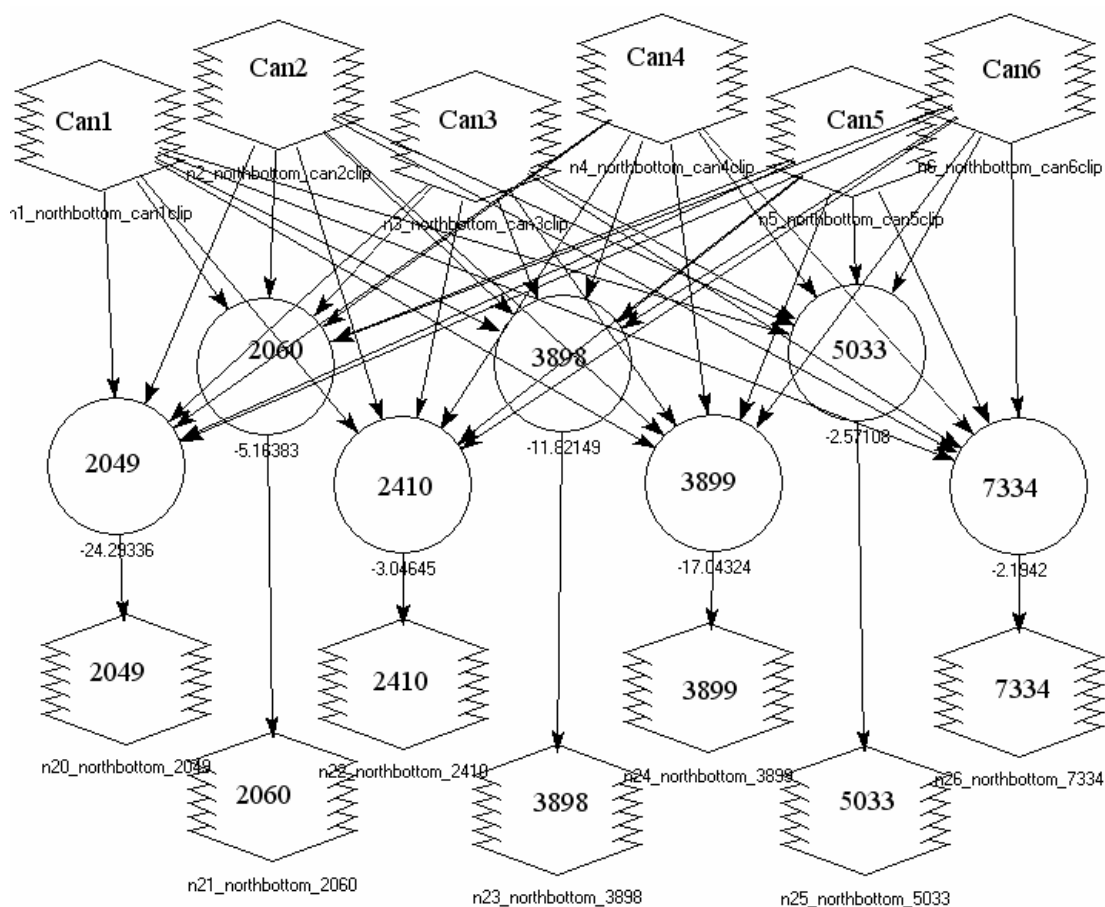 Can1
Can2
Can3
Can4
Can5
Can6
n1_northbottom_can1clip
n2_northbottom_can2clip
n3_northbottom_can3clip
n4_northbottom_can4clip
n5_northbottom_can5clip
n6_northbottom_can6clip
2060
3898
5033
-5.16383
-11.82149
-2.57108
2049
2410
3899
7334
-24.29336
-3.04645
-17.04324
-2.1942
2049
2410
3899
7334
n20_northbottom_2049
n22_northbottom_2410
n24_northbottom_3899
n26_northbottom_7334
2060
3898
5033
n21_northbottom_2060
n23_northbottom_3898
n25_northbottom_5033